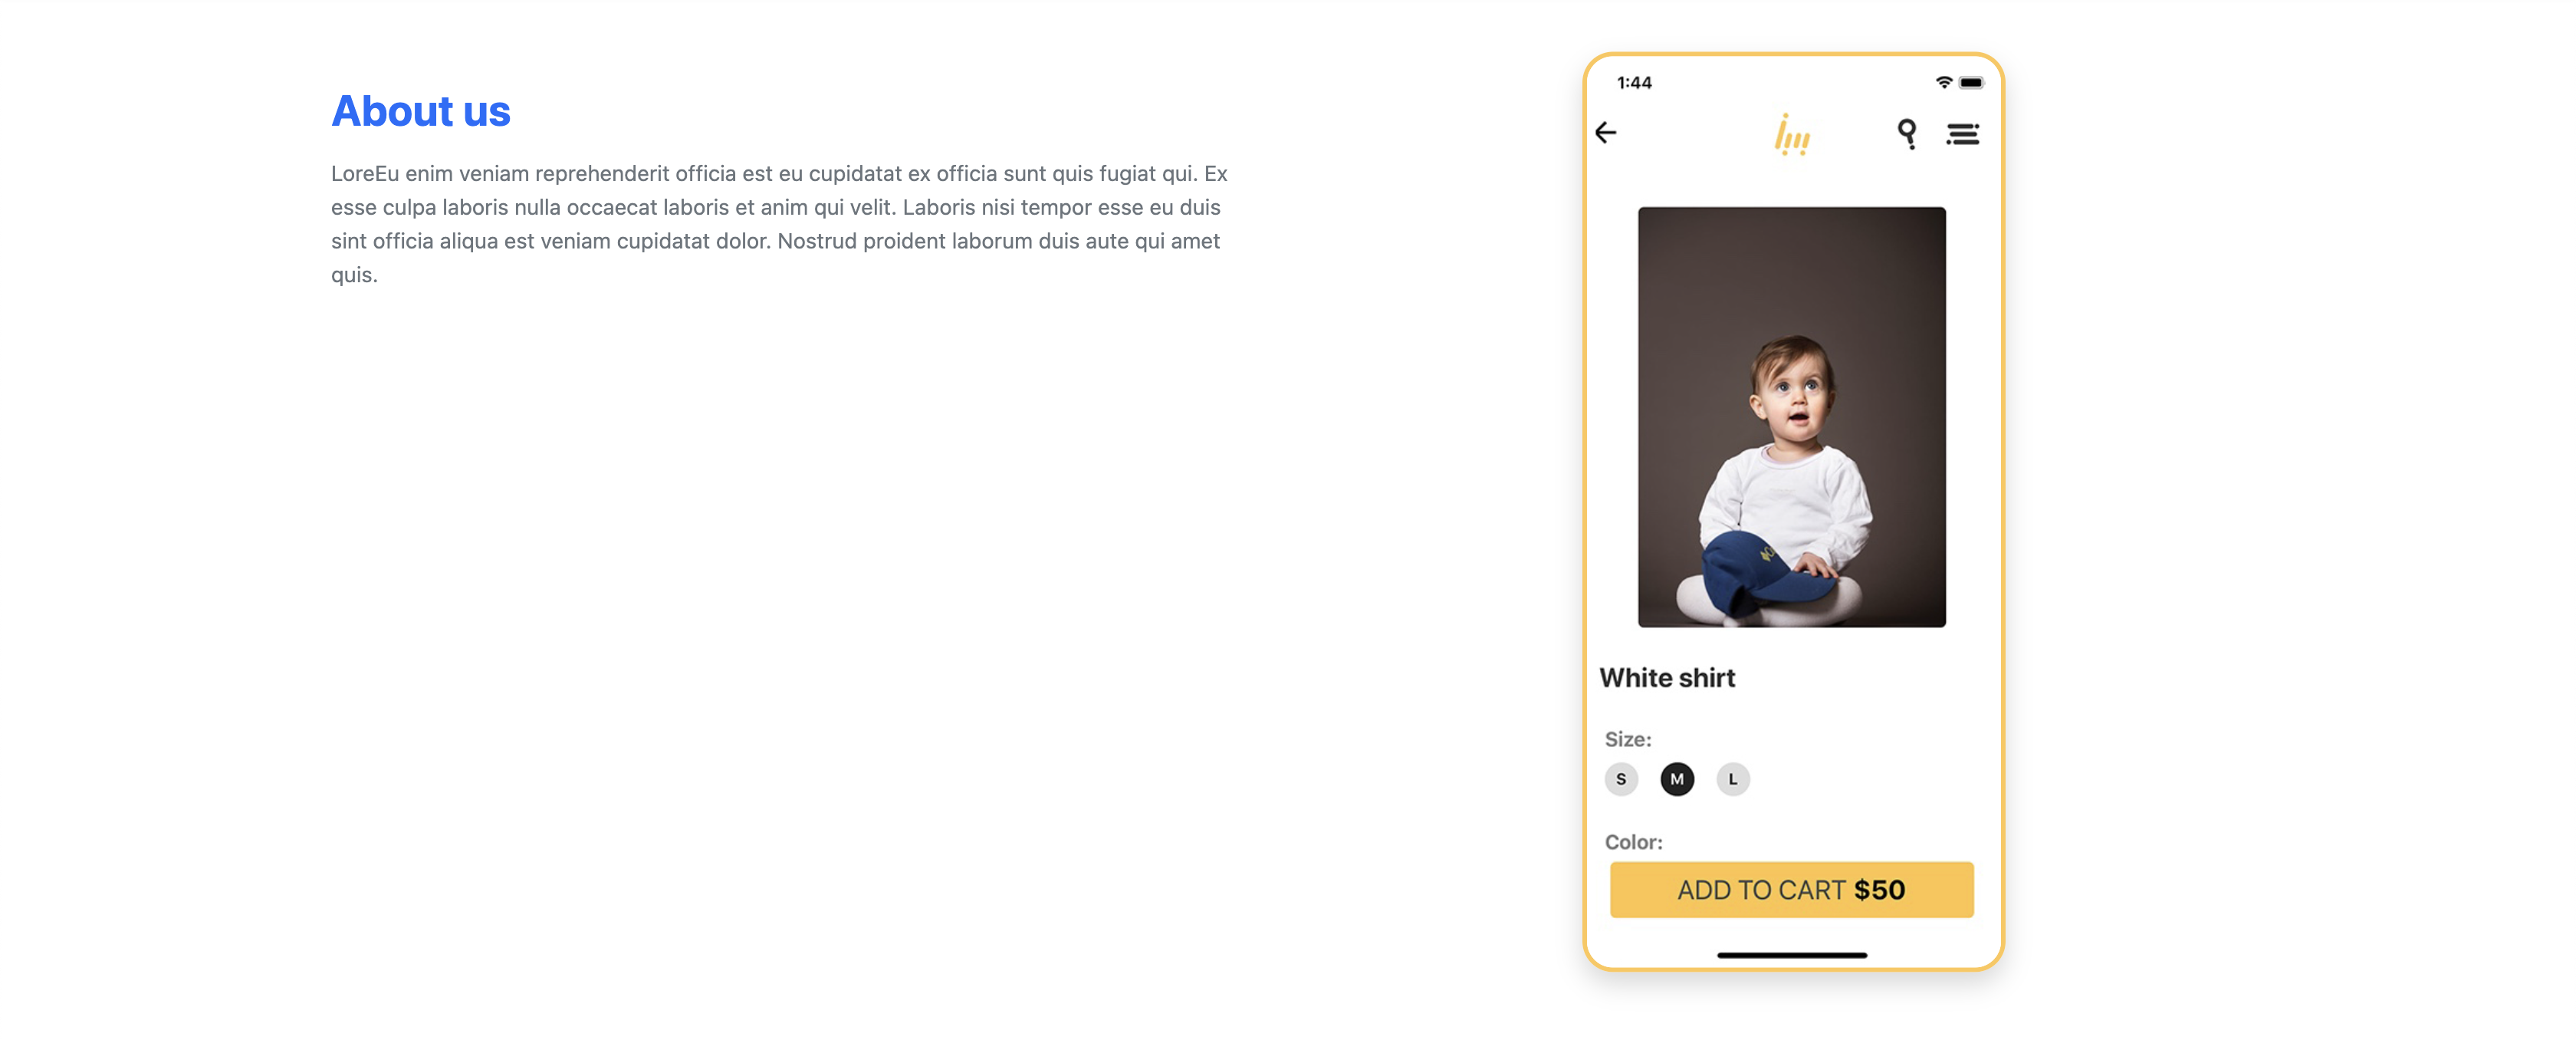 About us
LoreEu enim veniam reprehenderit officia est eu cupidatat ex officia sunt quis fugiat qui. Ex
esse culpa laboris nulla occaecat laboris et anim qui velit. Laboris nisi tempor esse eu duis
sint officia aliqua est veniam cupidatat dolor. Nostrud proident laborum duis aute qui amet
quis.
1:44
White shirt
Size:
S M L
Color:
ADD TO CART $50